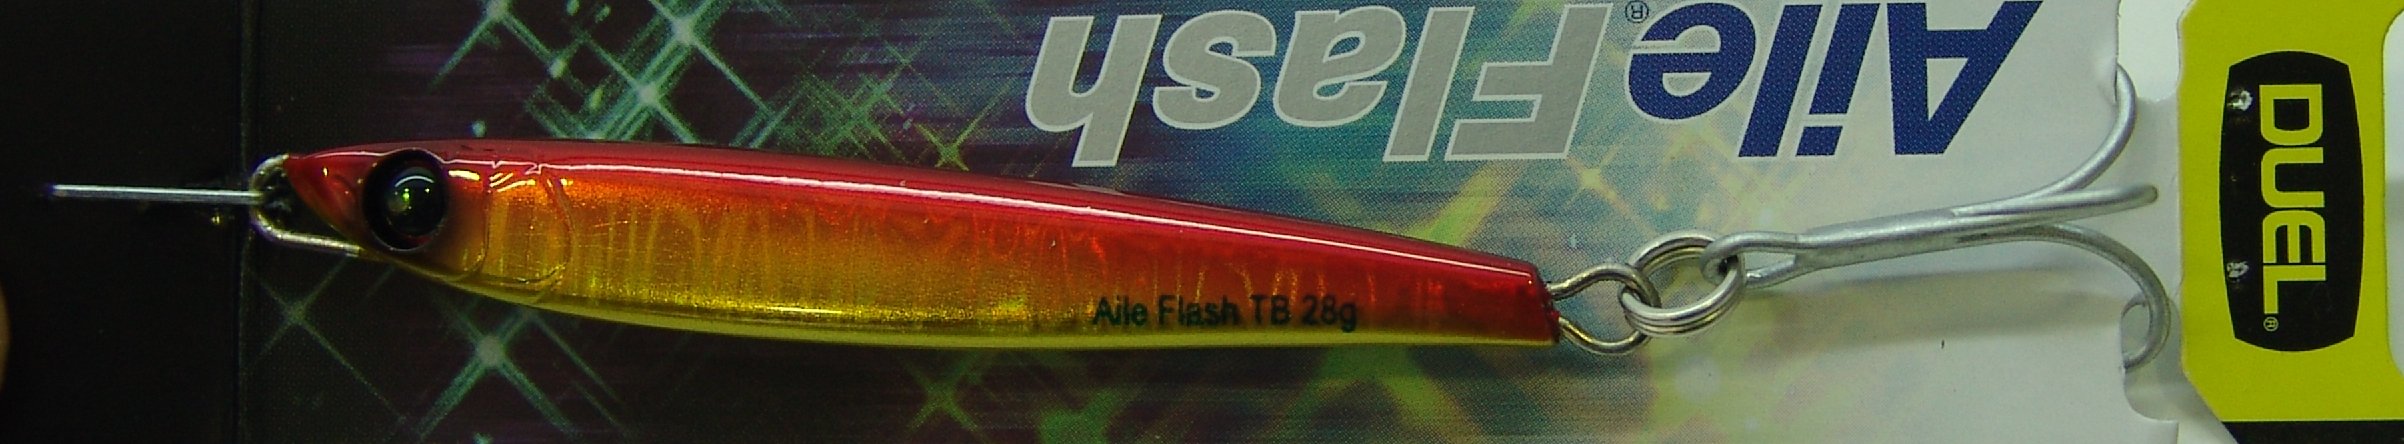 Aile Flash®
Aile Flash TB 28g
DUEL®